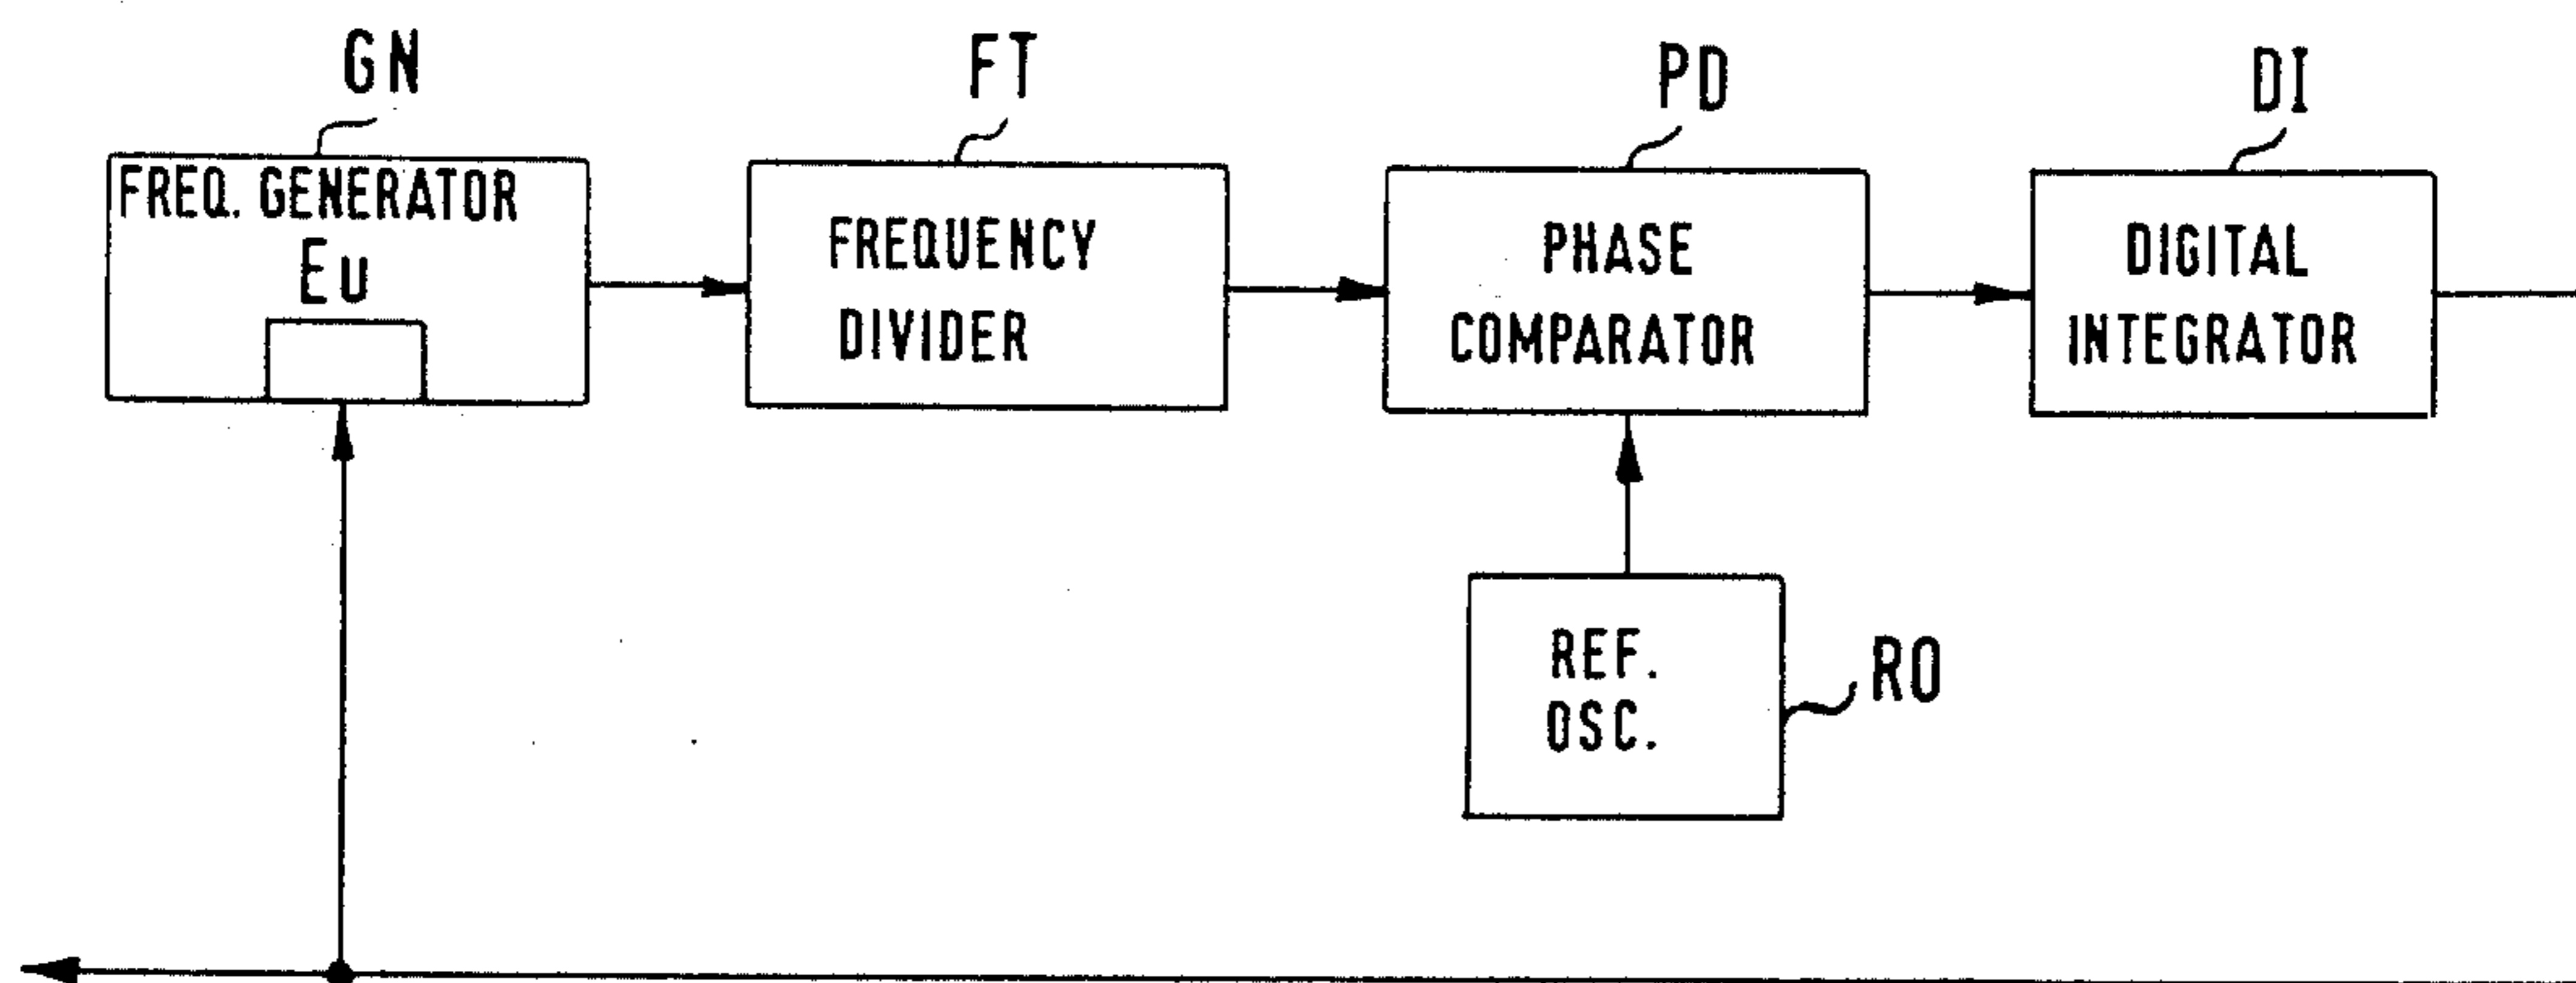 GN
FT
PD
DI
FREQ. GENERATOR
Eu
FREQUENCY
DIVIDER
PHASE
COMPARATOR
DIGITAL
INTEGRATOR
REF.
OSC.
RO